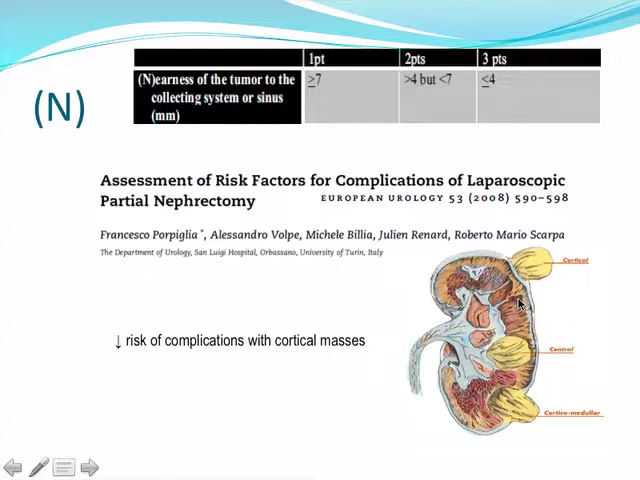 1pt 2pts 3 pts
(N)earness of the tumor to the ≥7 >4 but <7 ≤4
collecting system or sinus
(mm)
(N)
Assessment of Risk Factors for Complications of Laparoscopic
Partial Nephrectomy EUROPEAN UROLOGY 53 (2008) 590–598
Francesco Porpiglia *, Alessandro Volpe, Michele Billia, Julien Renard, Roberto Mario Scarpa
The Department of Urology, San Luigi Hospital, Orbassano, University of Turin, Italy
Cortical
↓ risk of complications with cortical masses
Central
Cortico-medullar